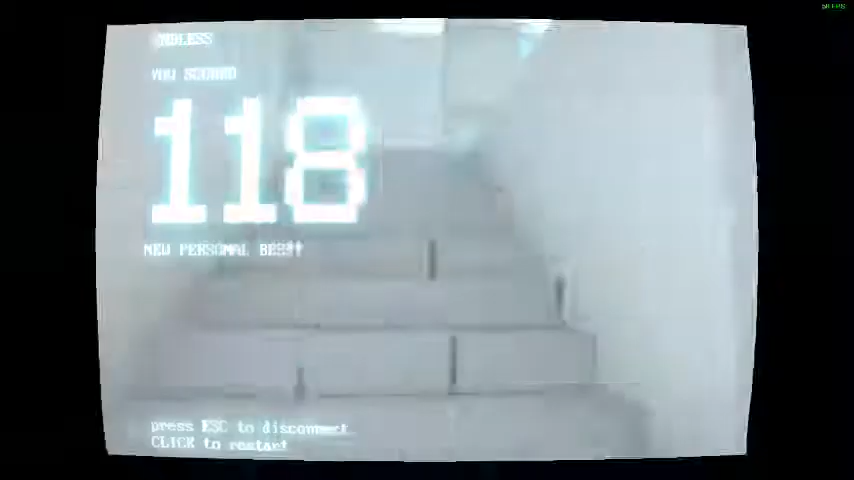 ENDLESS
YOU SCORED
118
NEW PERSONAL BEST!
press ESC to disconnect
CLICK to restart